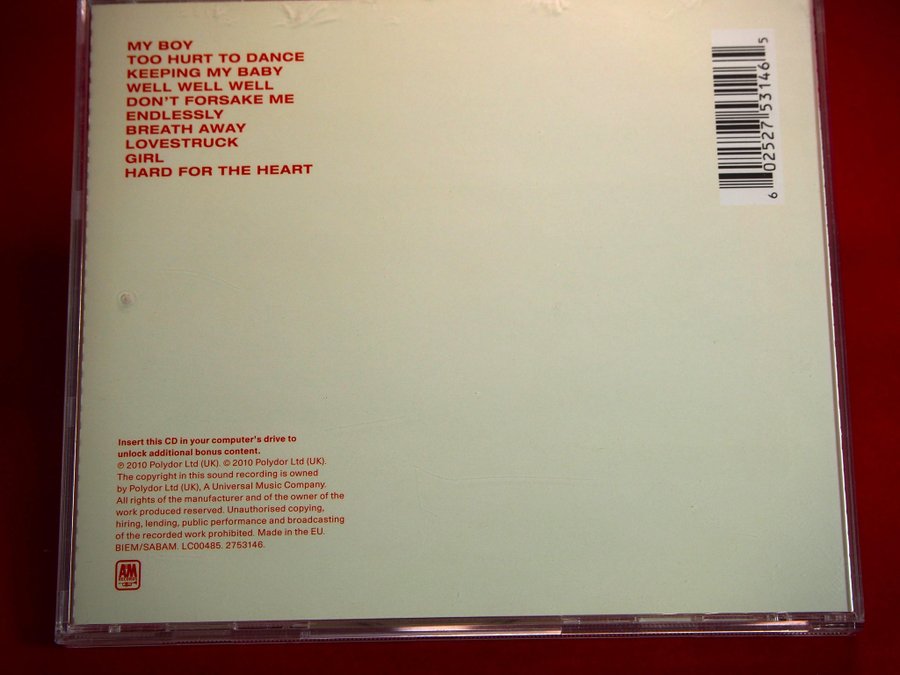 MY BOY
TOO HURT TO DANCE
KEEPING MY BABY
WELL WELL WELL
DON'T FORSAKE ME
ENDLESSLY
BREATH AWAY
LOVESTRUCK
GIRL
HARD FOR THE HEART
6 02527 53146 5
Insert this CD in your computer's drive to
unlock additional bonus content.
℗ 2010 Polydor Ltd (UK). © 2010 Polydor Ltd (UK).
The copyright in this sound recording is owned
by Polydor Ltd (UK), A Universal Music Company.
All rights of the manufacturer and of the owner of the
work produced reserved. Unauthorised copying,
hiring, lending, public performance and broadcasting
of the recorded work prohibited. Made in the EU.
BIEM/SABAM. LC00485. 2753146.
A&M
RECORDS